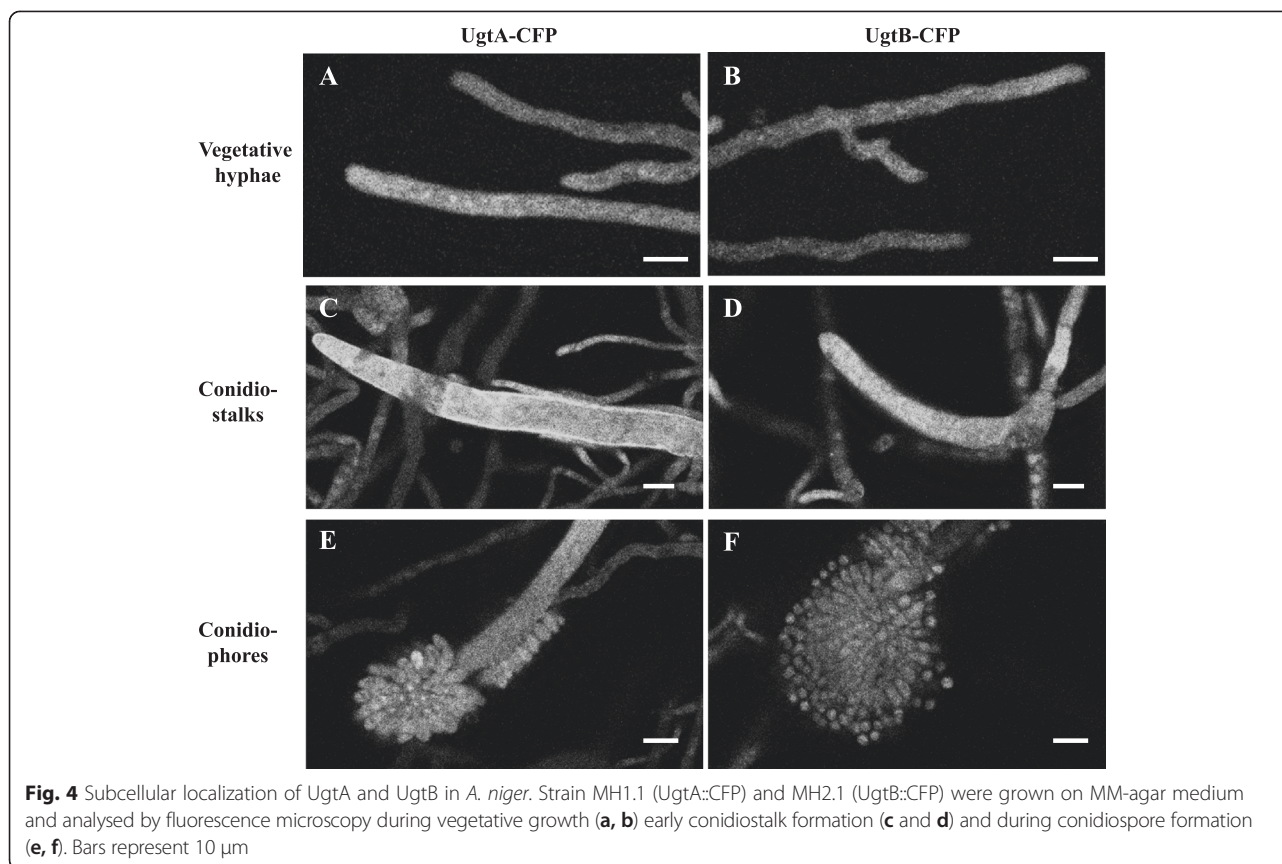 UgtA-CFP
UgtB-CFP
Vegetative
hyphae
A
B
Conidio-
stalks
C
D
Conidio-
phores
E
F
Fig. 4 Subcellular localization of UgtA and UgtB in A. niger. Strain MH1.1 (UgtA::CFP) and MH2.1 (UgtB::CFP) were grown on MM-agar medium
and analysed by fluorescence microscopy during vegetative growth (a, b) early conidiostalk formation (c and d) and during conidiospore formation
(e, f). Bars represent 10 μm